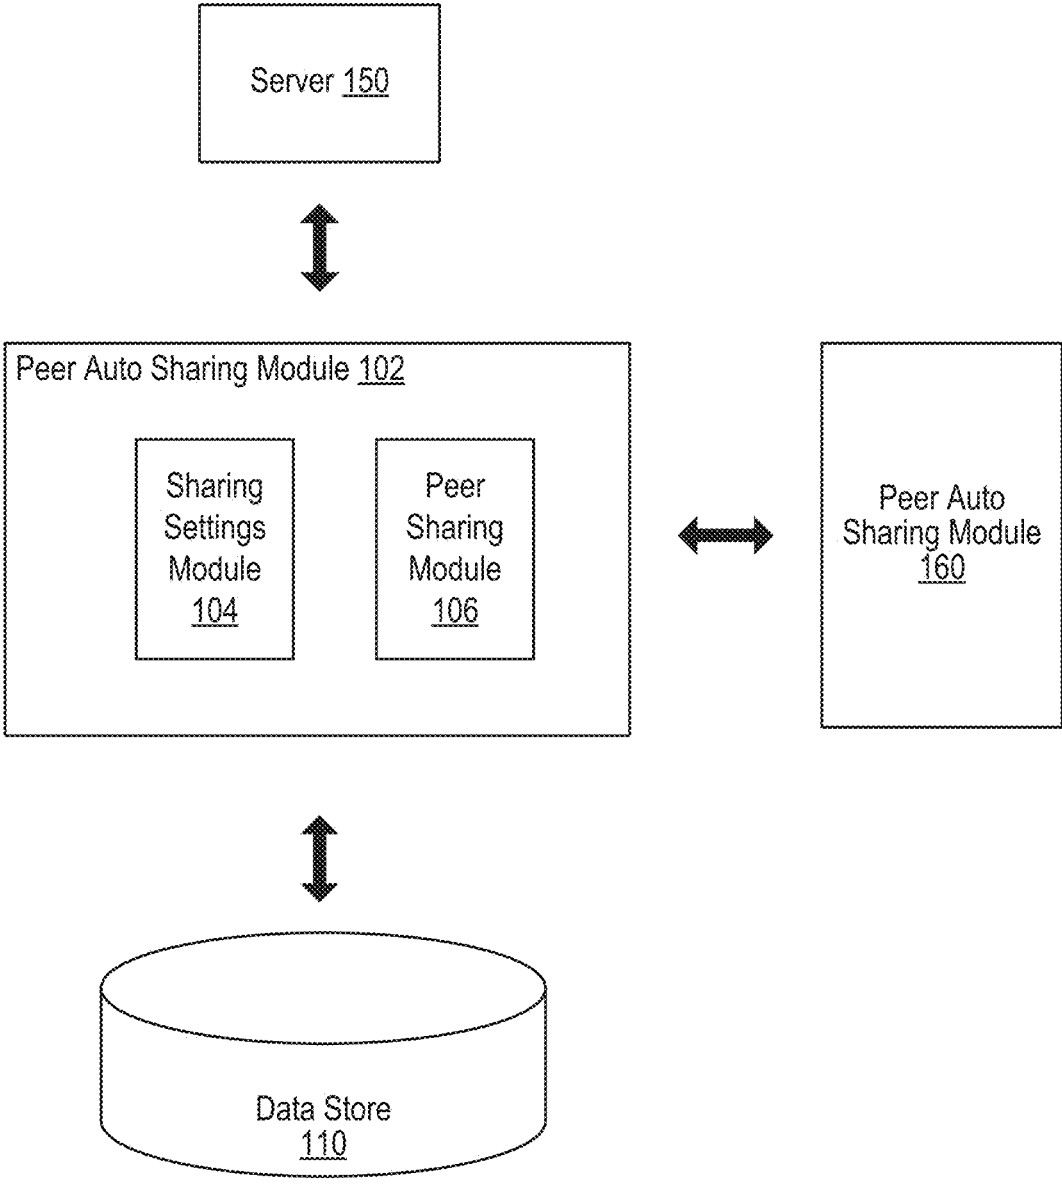 Server 150
Peer Auto Sharing Module 102
Sharing
Settings
Module
104
Peer
Sharing
Module
106
Peer Auto
Sharing Module
160
Data Store
110